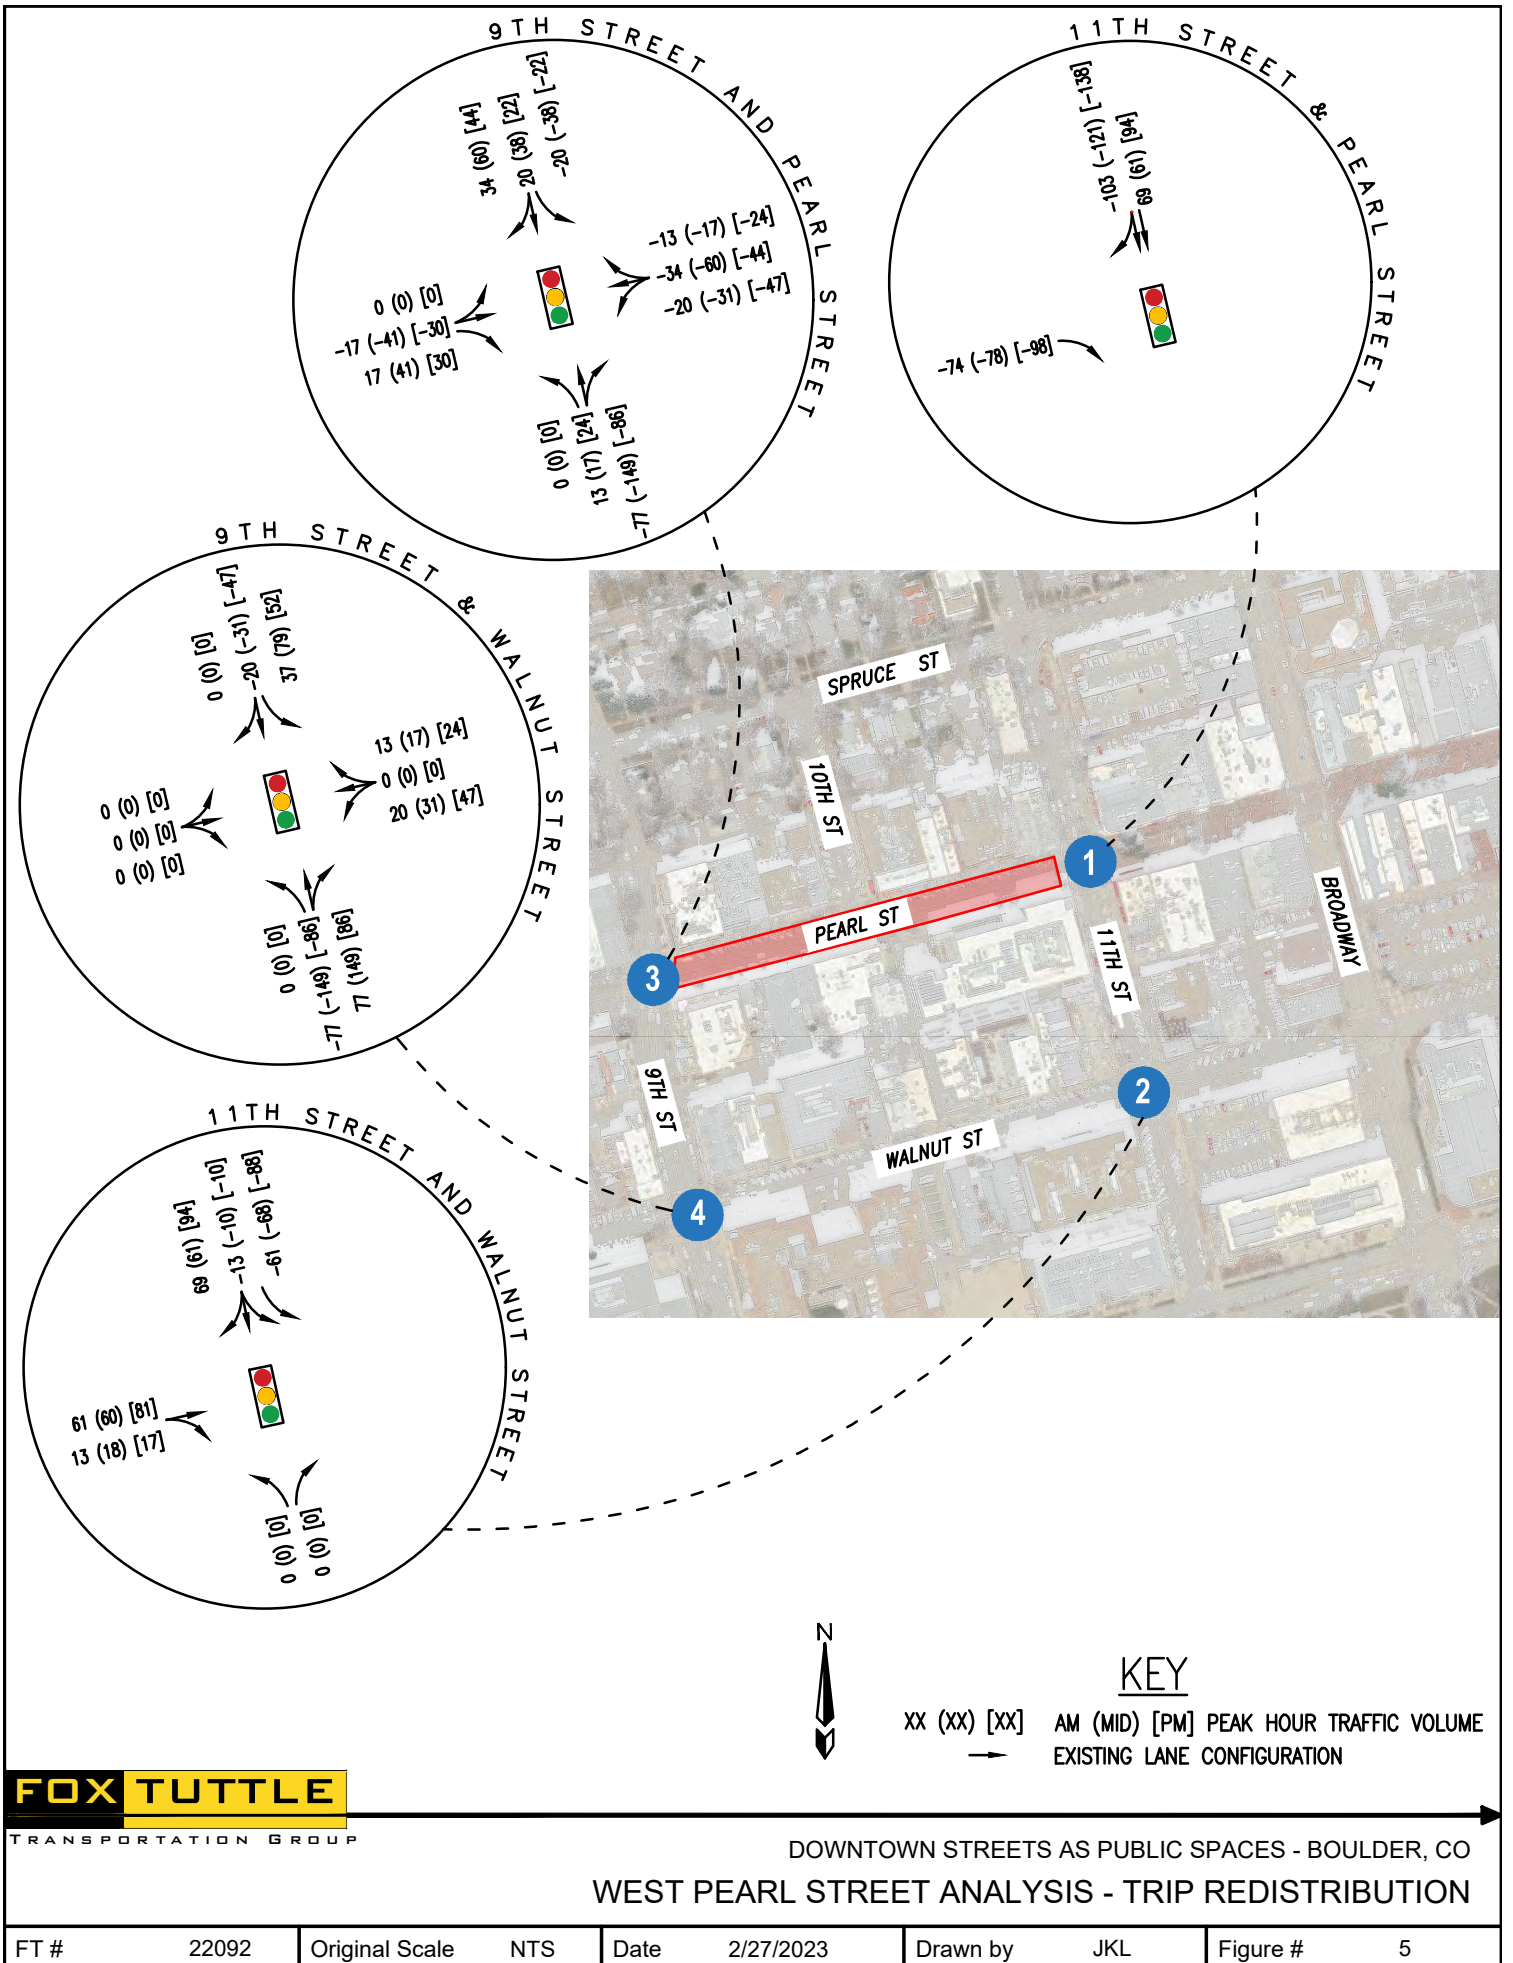 9TH STREET AND PEARL STREET
34 (60) [44]
20 (38) [22]
-20 (-38) [-22]
-13 (-17) [-24]
-34 (-60) [-44]
-20 (-31) [-47]
0 (0) [0]
-17 (-41) [-30]
17 (41) [30]
0 (0) [0]
13 (17) [24]
-77 (-149) [-86]
11TH STREET & PEARL STREET
-103 (-121) [-138]
69 (61) [94]
-74 (-78) [-98]
9TH STREET & WALNUT STREET
0 (0) [0]
-20 (-31) [-47]
37 (79) [52]
13 (17) [24]
0 (0) [0]
20 (31) [47]
0 (0) [0]
0 (0) [0]
0 (0) [0]
0 (0) [0]
-77 (-149) [-86]
77 (149) [86]
11TH STREET AND WALNUT STREET
69 (61) [94]
-13 (-10) [-10]
-61 (-68) [-88]
61 (60) [81]
13 (18) [17]
0 (0) [0]
0 (0) [0]
SPRUCE ST
10TH ST
PEARL ST
11TH ST
BROADWAY
9TH ST
WALNUT ST
1
3
2
4
N
KEY
XX (XX) [XX] AM (MID) [PM] PEAK HOUR TRAFFIC VOLUME
EXISTING LANE CONFIGURATION
FOX TUTTLE
TRANSPORTATION GROUP
DOWNTOWN STREETS AS PUBLIC SPACES - BOULDER, CO
WEST PEARL STREET ANALYSIS - TRIP REDISTRIBUTION
FT # 22092 Original Scale NTS Date 2/27/2023 Drawn by JKL Figure # 5